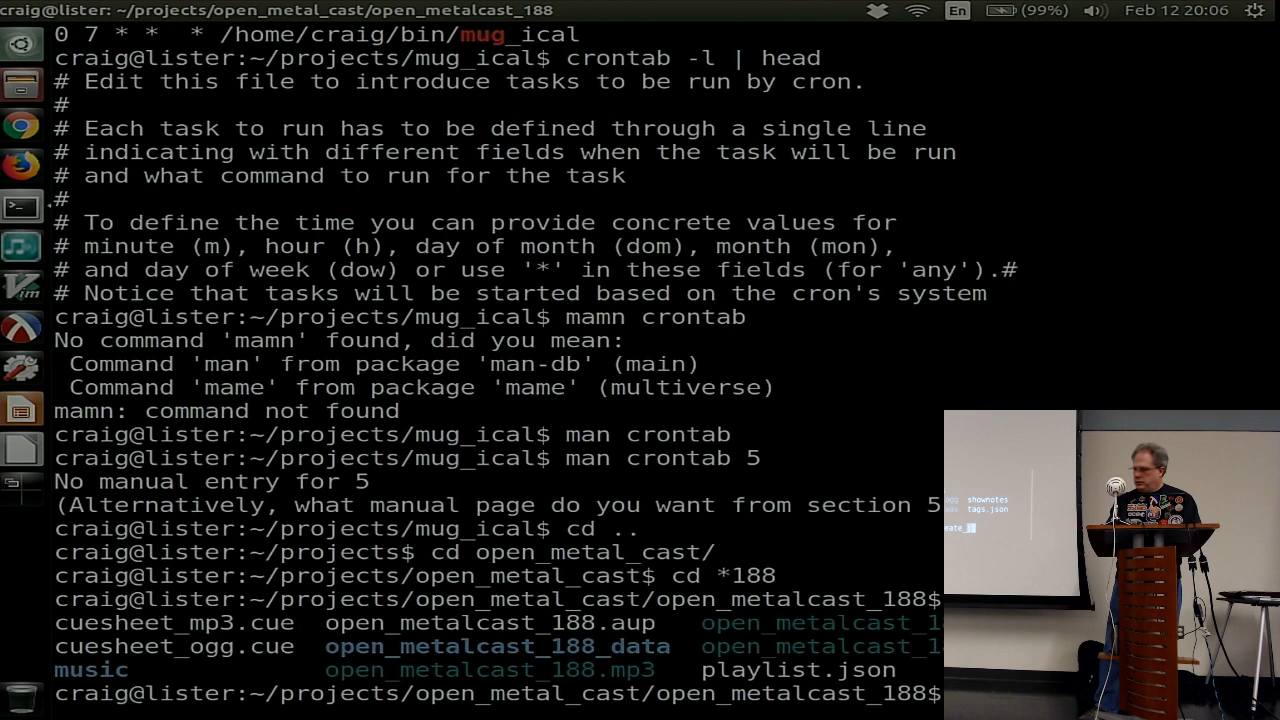 craig@lister: ~/projects/open_metal_cast/open_metalcast_188
En (99%) Feb 12 20:06
0 7 * *  * /home/craig/bin/mug_ical
craig@lister:~/projects/mug_ical$ crontab -l | head
# Edit this file to introduce tasks to be run by cron.
#
# Each task to run has to be defined through a single line
# indicating with different fields when the task will be run
# and what command to run for the task
#
# To define the time you can provide concrete values for
# minute (m), hour (h), day of month (dom), month (mon),
# and day of week (dow) or use '*' in these fields (for 'any').#
# Notice that tasks will be started based on the cron's system
craig@lister:~/projects/mug_ical$ mamn crontab
No command 'mamn' found, did you mean:
 Command 'man' from package 'man-db' (main)
 Command 'mame' from package 'mame' (multiverse)
mamn: command not found
craig@lister:~/projects/mug_ical$ man crontab
craig@lister:~/projects/mug_ical$ man crontab 5
No manual entry for 5
(Alternatively, what manual page do you want from section 5
craig@lister:~/projects/mug_ical$ cd ..
craig@lister:~/projects$ cd open_metal_cast/
craig@lister:~/projects/open_metal_cast$ cd *188
craig@lister:~/projects/open_metal_cast/open_metalcast_188$
cuesheet_mp3.cue  open_metalcast_188.aup   open_metalcast_18
cuesheet_ogg.cue  open_metalcast_188_data  open_metalcast_18
music             open_metalcast_188.mp3   playlist.json
craig@lister:~/projects/open_metal_cast/open_metalcast_188$
ogg shownotes
wav tags.json